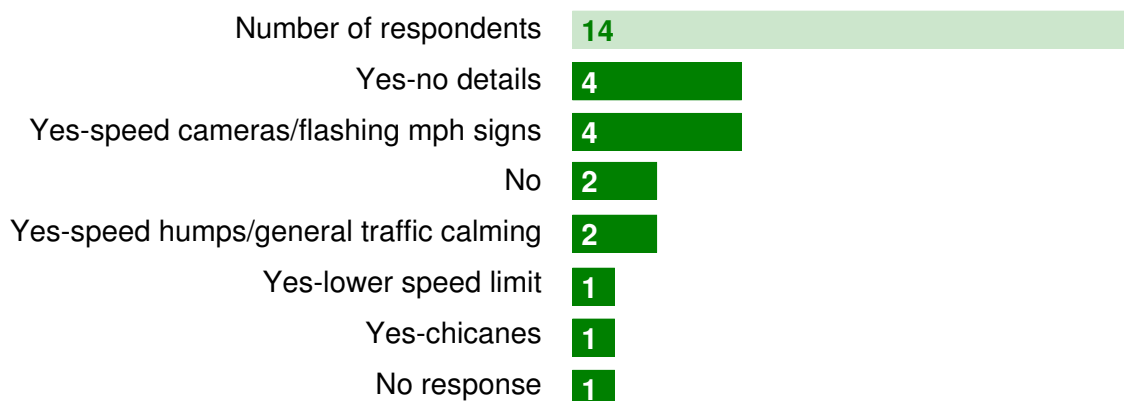 Number of respondents 14
Yes-no details 4
Yes-speed cameras/flashing mph signs 4
No 2
Yes-speed humps/general traffic calming 2
Yes-lower speed limit 1
Yes-chicanes 1
No response 1